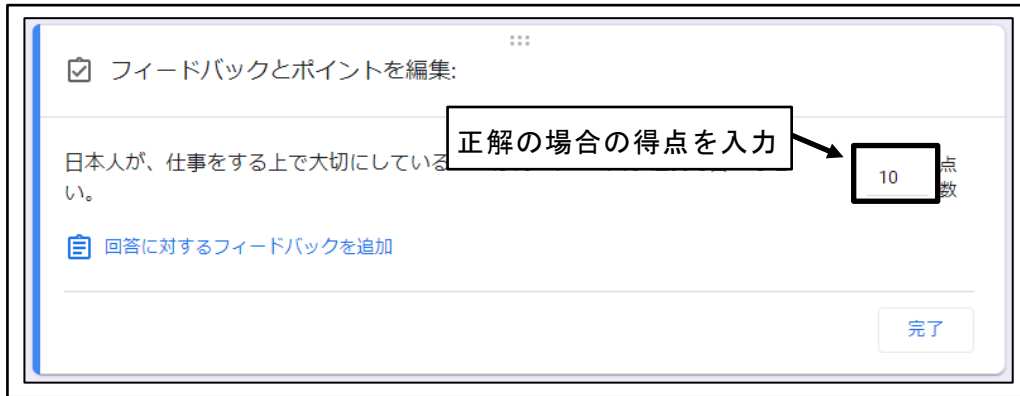 フィードバックとポイントを編集:
正解の場合の得点を入力
日本人が、仕事をする上で大切にしている
い。
10
点
数
回答に対するフィードバックを追加
完了